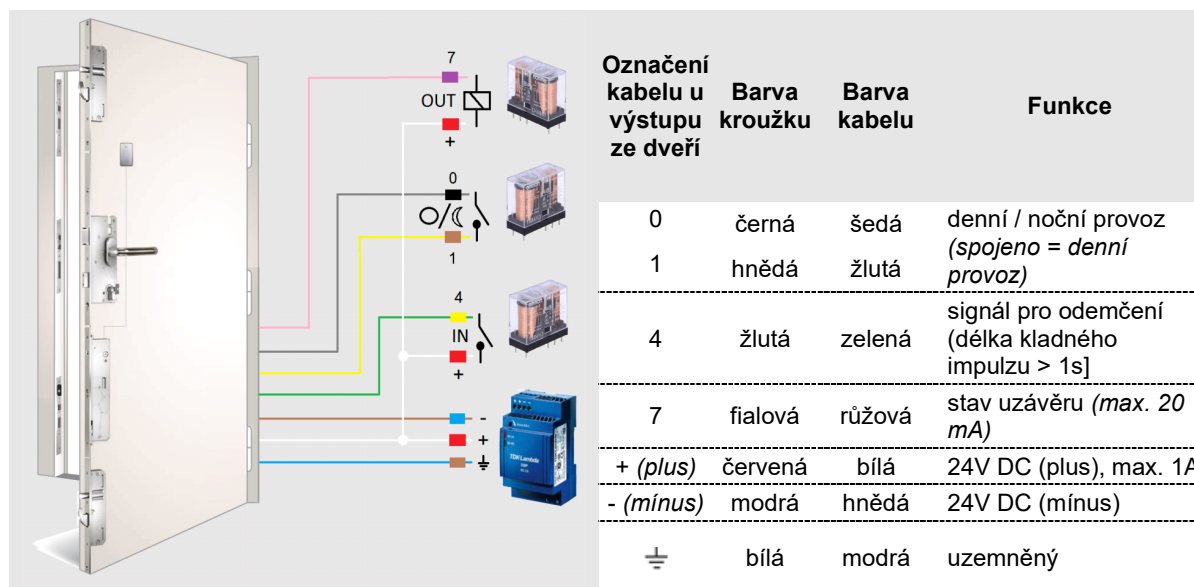 7
OUT
+
0
1
4
IN
+
-
+
TDK-Lambda
Označení
kabelu u
výstupu
ze dveří
Barva
kroužku
Barva
kabelu
Funkce
0 černá šedá denní / noční provoz
(spojeno = denní
1 hnědá žlutá provoz)
signál pro odemčení
4 žlutá zelená (délka kladného
impulzu > 1s]
7 fialová růžová stav uzávěru (max. 20
mA)
+ (plus) červená bílá 24V DC (plus), max. 1A
- (mínus) modrá hnědá 24V DC (mínus)
bílá modrá uzemněný